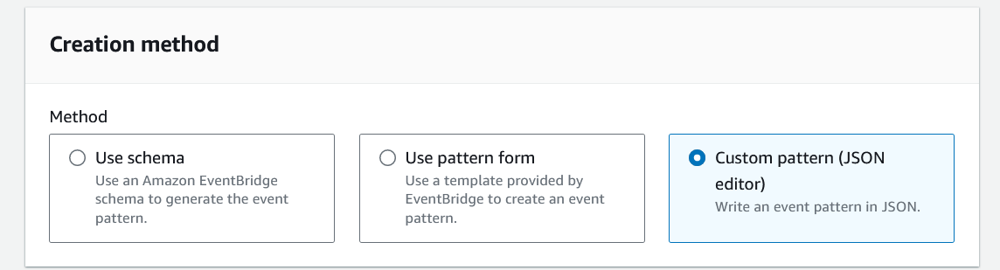 Creation method
Method
Use schema
Use an Amazon EventBridge
schema to generate the event
pattern.
Use pattern form
Use a template provided by
EventBridge to create an event
pattern.
Custom pattern (JSON
editor)
Write an event pattern in JSON.